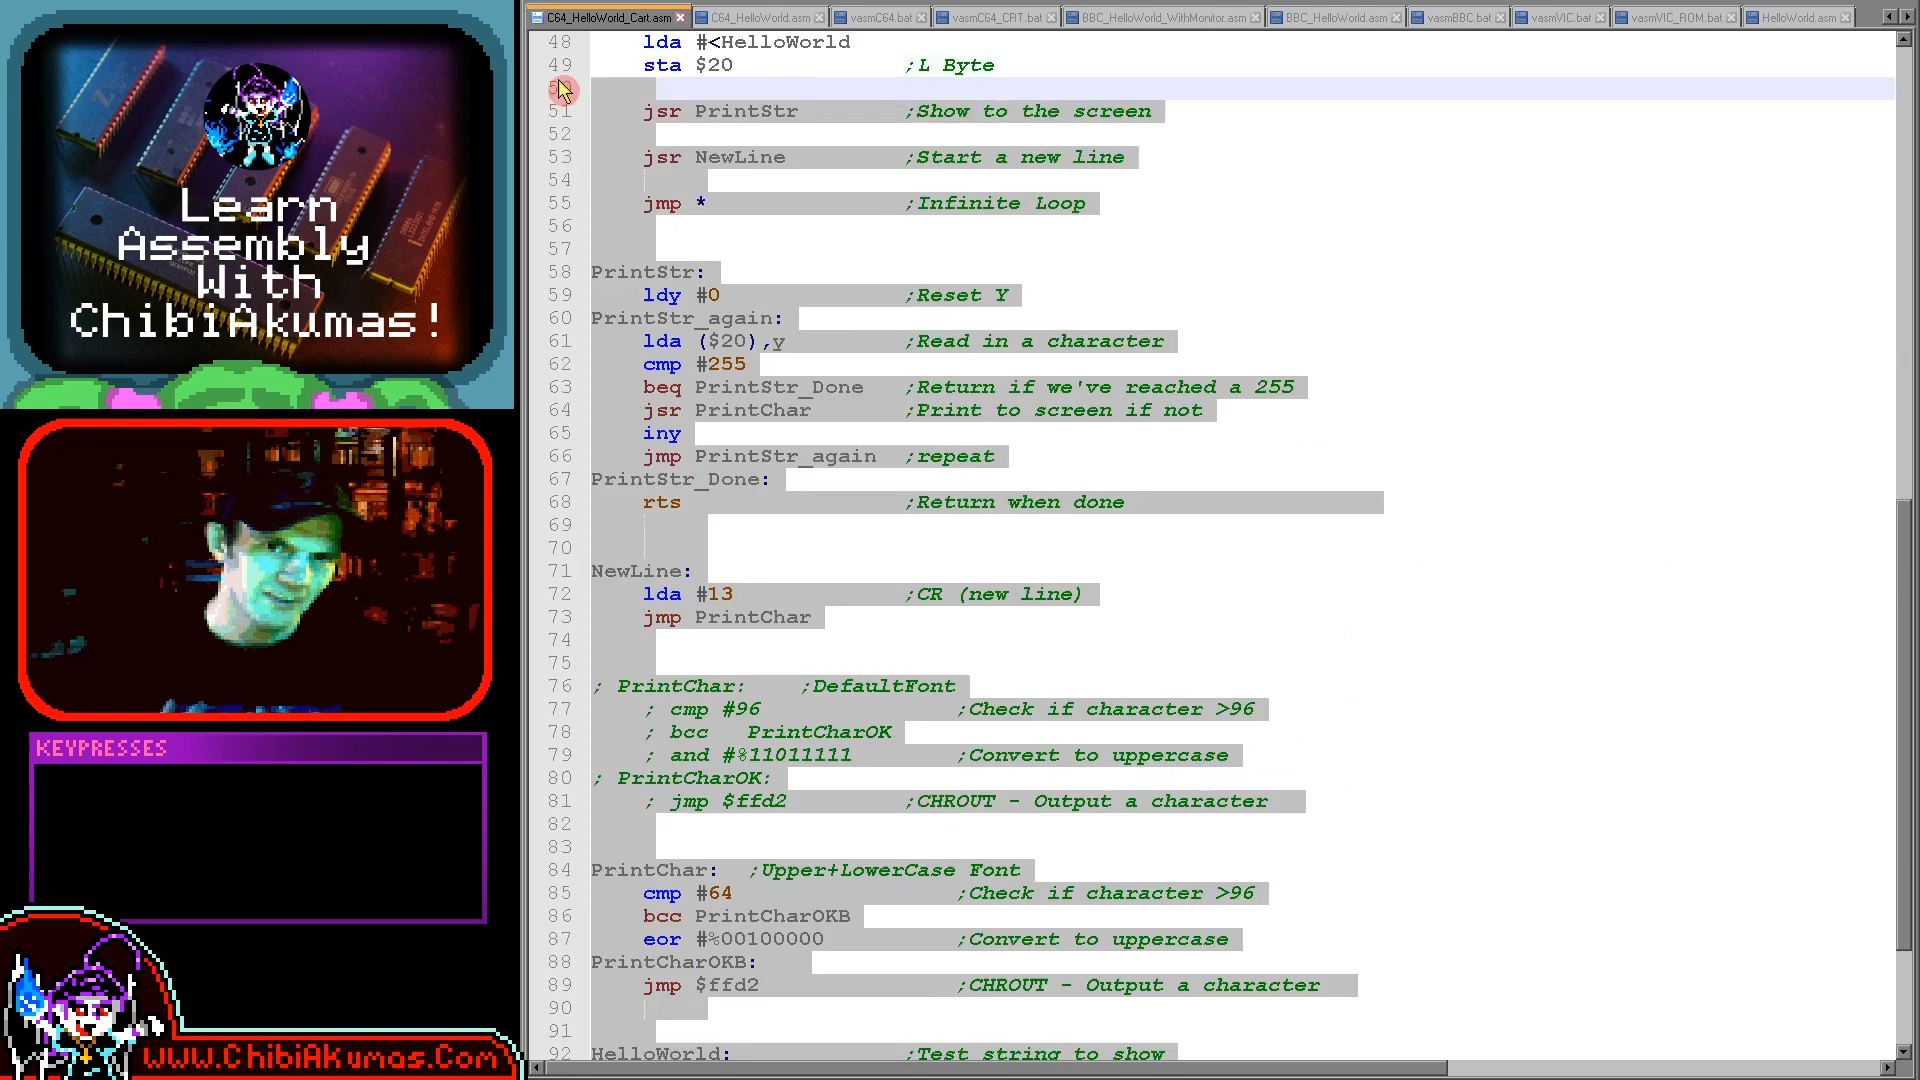 C64_HelloWorld_Cart.asm C64_HelloWorld.asm vasmC64.bat vasmC64_CRT.bat BBC_HelloWorld_WithMonitor.asm BBC_HelloWorld.asm vasmBBC.bat vasmVIC.bat vasmVIC_ROM.bat HelloWorld.asm
48 lda #<HelloWorld
49 sta $20 ;L Byte
51 jsr PrintStr ;Show to the screen
52
53 jsr NewLine ;Start a new line
54
55 jmp * ;Infinite Loop
56
57
58 PrintStr:
59 ldy #0 ;Reset Y
60 PrintStr_again:
61 lda ($20),y ;Read in a character
62 cmp #255
63 beq PrintStr_Done ;Return if we've reached a 255
64 jsr PrintChar ;Print to screen if not
65 iny
66 jmp PrintStr_again ;repeat
67 PrintStr_Done:
68 rts ;Return when done
69
70
71 NewLine:
72 lda #13 ;CR (new line)
73 jmp PrintChar
74
75
76 ; PrintChar: ;DefaultFont
77 ; cmp #96 ;Check if character >96
78 ; bcc PrintCharOK
79 ; and #%11011111 ;Convert to uppercase
80 ; PrintCharOK:
81 ; jmp $ffd2 ;CHROUT - Output a character
82
83
84 PrintChar: ;Upper+LowerCase Font
85 cmp #64 ;Check if character >96
86 bcc PrintCharOKB
87 eor #%00100000 ;Convert to uppercase
88 PrintCharOKB:
89 jmp $ffd2 ;CHROUT - Output a character
90
91
92 HelloWorld: ;Test string to show
Learn
Assembly
With
ChibiAkumas!
KEYPRESSES
www.ChibiAkumas.Com